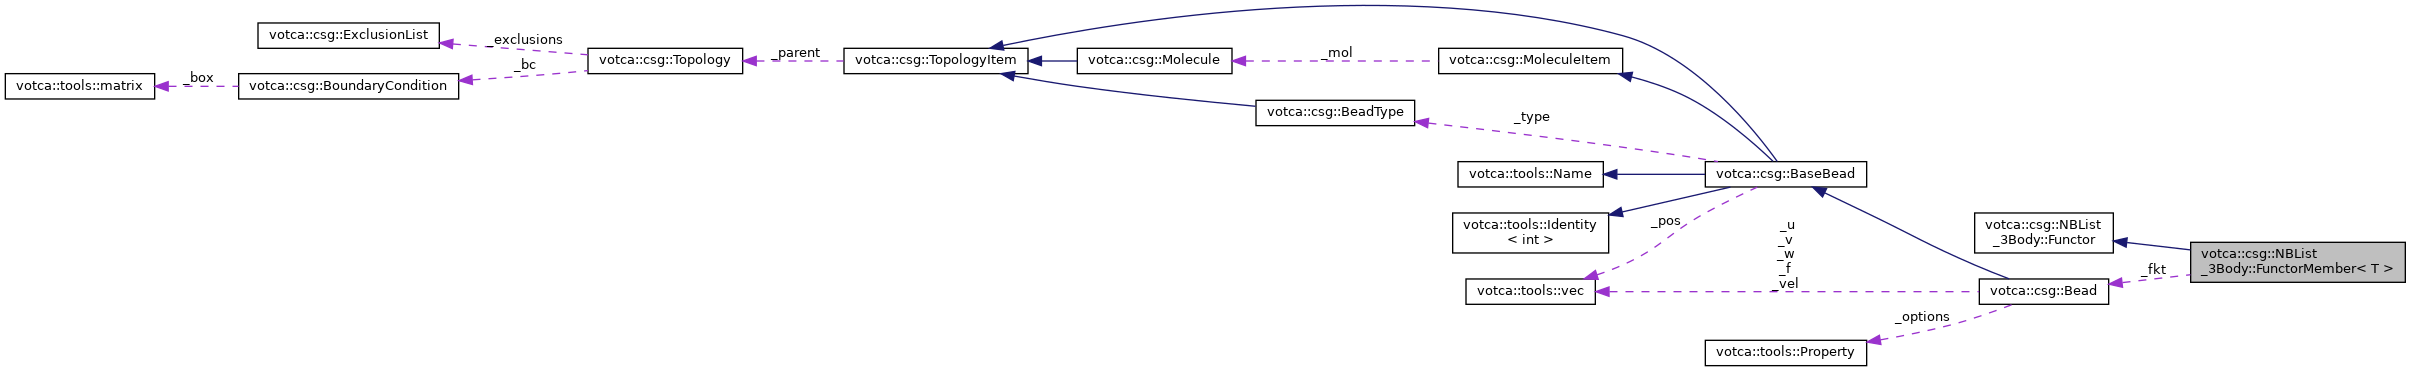 votca::csg::ExclusionList
_exclusions
votca::csg::Topology
_parent
votca::csg::TopologyItem
votca::csg::Molecule
_mol
votca::csg::MoleculeItem
_bc
votca::tools::matrix
_box
votca::csg::BoundaryCondition
votca::csg::BeadType
_type
votca::tools::Name
votca::csg::BaseBead
votca::tools::Identity
< int >
_pos
_u
_v
_w
_f
_vel
votca::csg::NBList
_3Body::Functor
votca::csg::NBList
_3Body::FunctorMember< T >
_fkt
votca::tools::vec
votca::csg::Bead
_options
votca::tools::Property